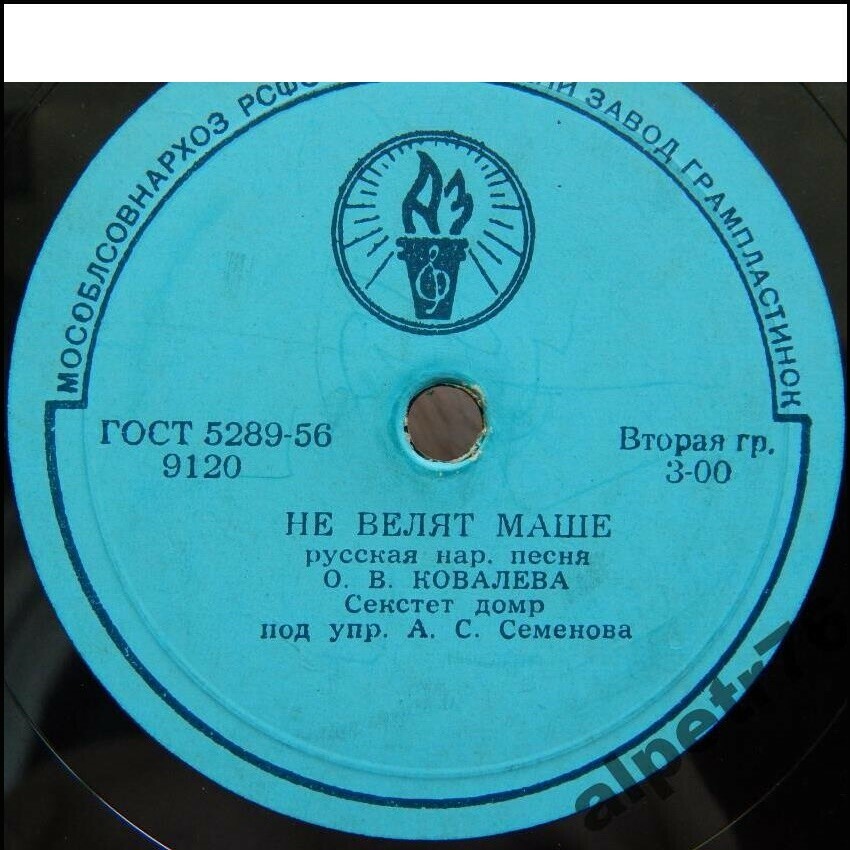 МОСОБЛСОВНАРХОЗ РСФС
ЗАВОД ГРАМПЛАСТИНОК
АЗ
ГОСТ 5289-56
9120
Вторая гр.
3-00
НЕ ВЕЛЯТ МАШЕ
русская нар. песня
О. В. КОВАЛЕВА
Секстет домр
под упр. А. С. Семенова